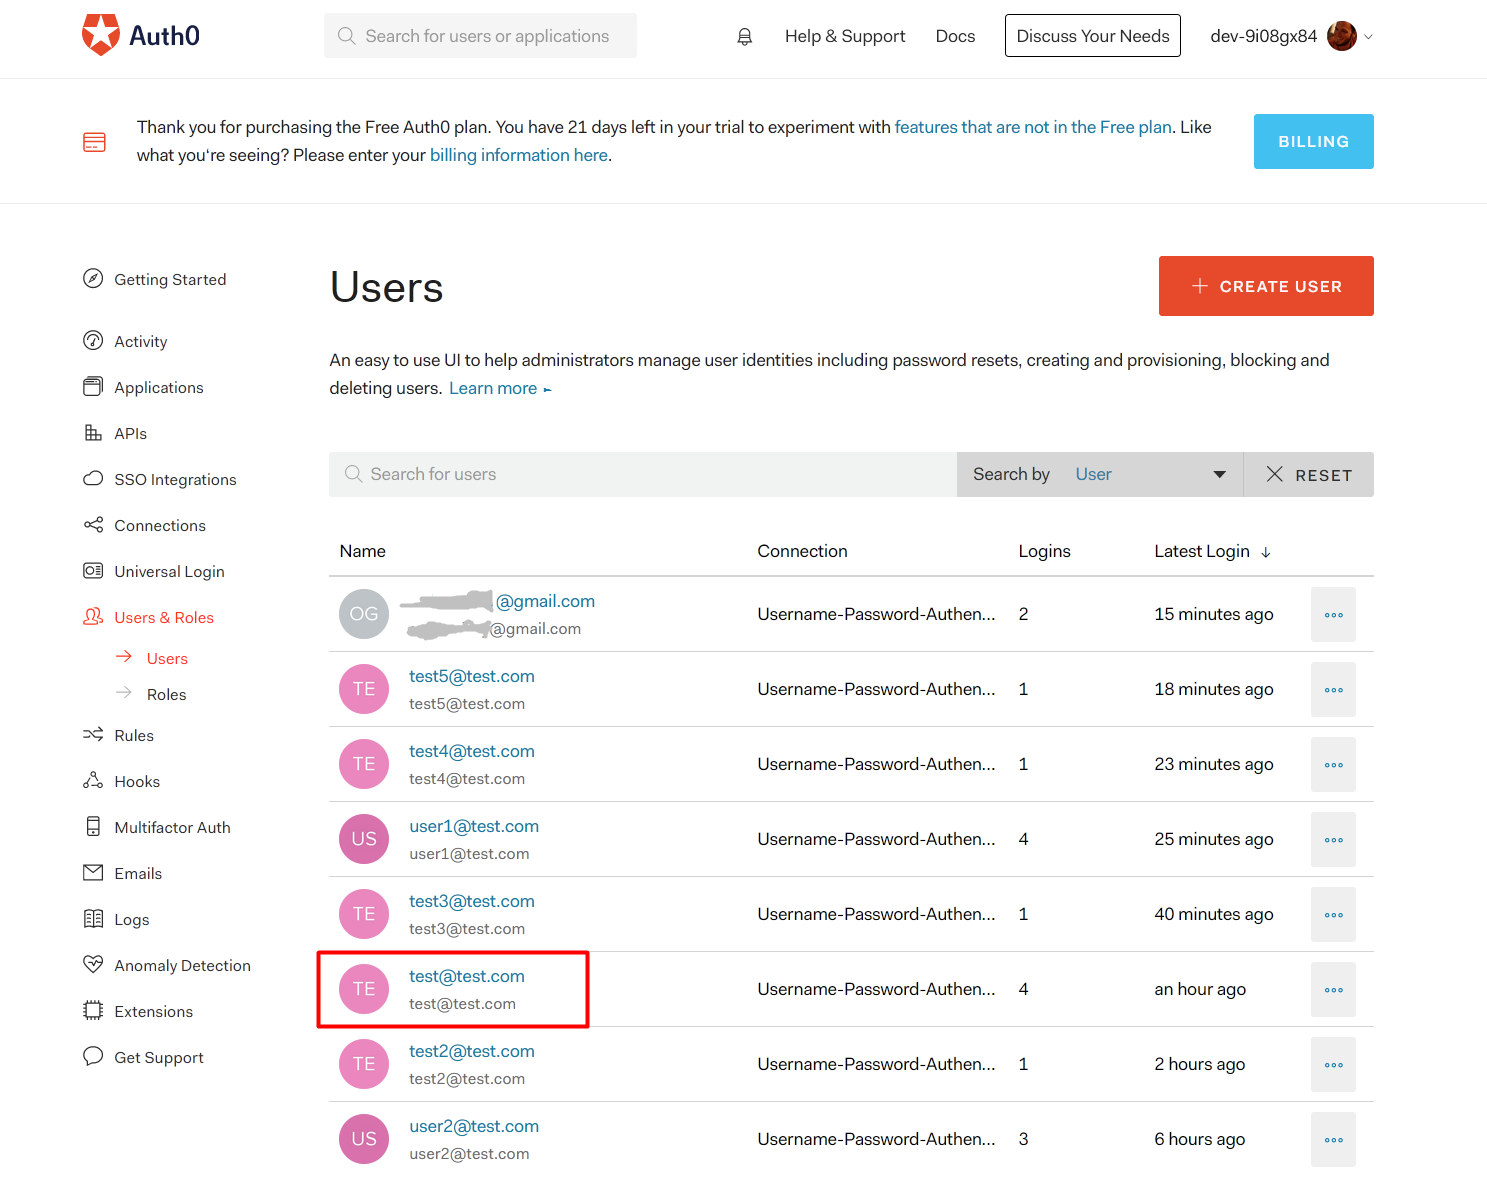 Auth0
Search for users or applications
Help & Support
Docs
Discuss Your Needs
dev-9i08gx84
Thank you for purchasing the Free Auth0 plan. You have 21 days left in your trial to experiment with features that are not in the Free plan. Like
what you're seeing? Please enter your billing information here.
BILLING
Getting Started
Activity
Applications
APIs
SSO Integrations
Connections
Universal Login
Users & Roles
Users
Roles
Rules
Hooks
Multifactor Auth
Emails
Logs
Anomaly Detection
Extensions
Get Support
Users
+ CREATE USER
An easy to use UI to help administrators manage user identities including password resets, creating and provisioning, blocking and
deleting users. Learn more ►
Search for users
Search by User
RESET
Name Connection Logins Latest Login ↓
OG @gmail.com Username-Password-Authen... 2 15 minutes ago
@gmail.com
TE test5@test.com Username-Password-Authen... 1 18 minutes ago
test5@test.com
TE test4@test.com Username-Password-Authen... 1 23 minutes ago
test4@test.com
US user1@test.com Username-Password-Authen... 4 25 minutes ago
user1@test.com
TE test3@test.com Username-Password-Authen... 1 40 minutes ago
test3@test.com
TE test@test.com Username-Password-Authen... 4 an hour ago
test@test.com
TE test2@test.com Username-Password-Authen... 1 2 hours ago
test2@test.com
US user2@test.com Username-Password-Authen... 3 6 hours ago
user2@test.com